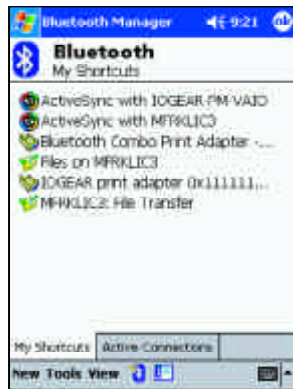 Bluetooth Manager 9:21 ok
Bluetooth
My Shortcuts
ActiveSync with IOGEAR-PM-VAIO
ActiveSync with MFRKLIC3
Bluetooth Combo Print Adapter -...
Files on MFRKLIC3
IOGEAR print adapter 0x111111...
MFRKLIC3: File Transfer
My Shortcuts Active Connections
New Tools View